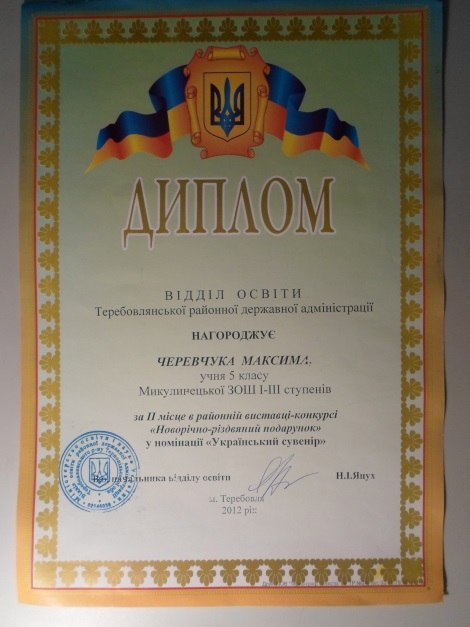 ДИПЛОМ
ВІДДІЛ ОСВІТИ
Теребовлянської районної державної адміністрації
НАГОРОДЖУЄ
ЧЕРЕВЧУКА МАКСИМА,
учня 5 класу
Микулинецької ЗОШ І-ІІІ ступенів
за ІІ місце в районній виставці-конкурсі
«Новорічно-різдвяний подарунок»
у номінації «Український сувенір»
начальника відділу освіти Н.І.Яцух
м. Теребовля
2012 рік